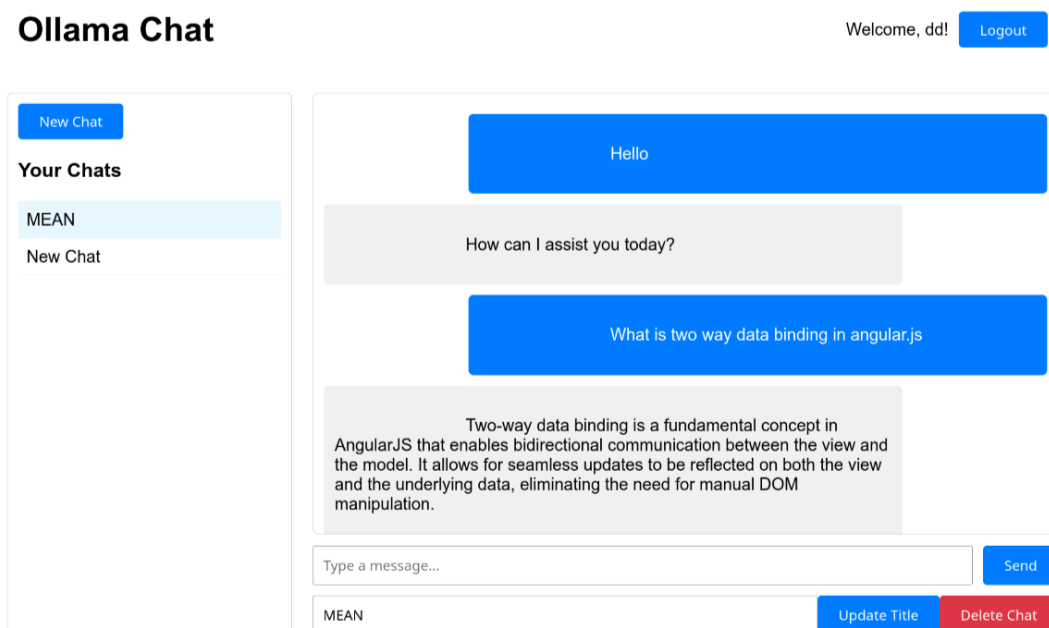 Ollama Chat
Welcome, dd!
Logout
New Chat
Your Chats
MEAN
New Chat
Hello
How can I assist you today?
What is two way data binding in angular.js
Two-way data binding is a fundamental concept in
AngularJS that enables bidirectional communication between the view and
the model. It allows for seamless updates to be reflected on both the view
and the underlying data, eliminating the need for manual DOM
manipulation.
Type a message...
Send
MEAN
Update Title
Delete Chat